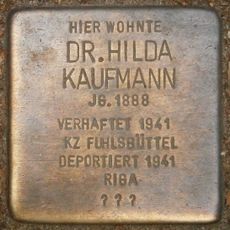 HIER WOHNTE
DR. HILDA
KAUFMANN
JG. 1888
VERHAFTET 1941
KZ FUHLSBÜTTEL
DEPORTIERT 1941
RIGA
? ? ?